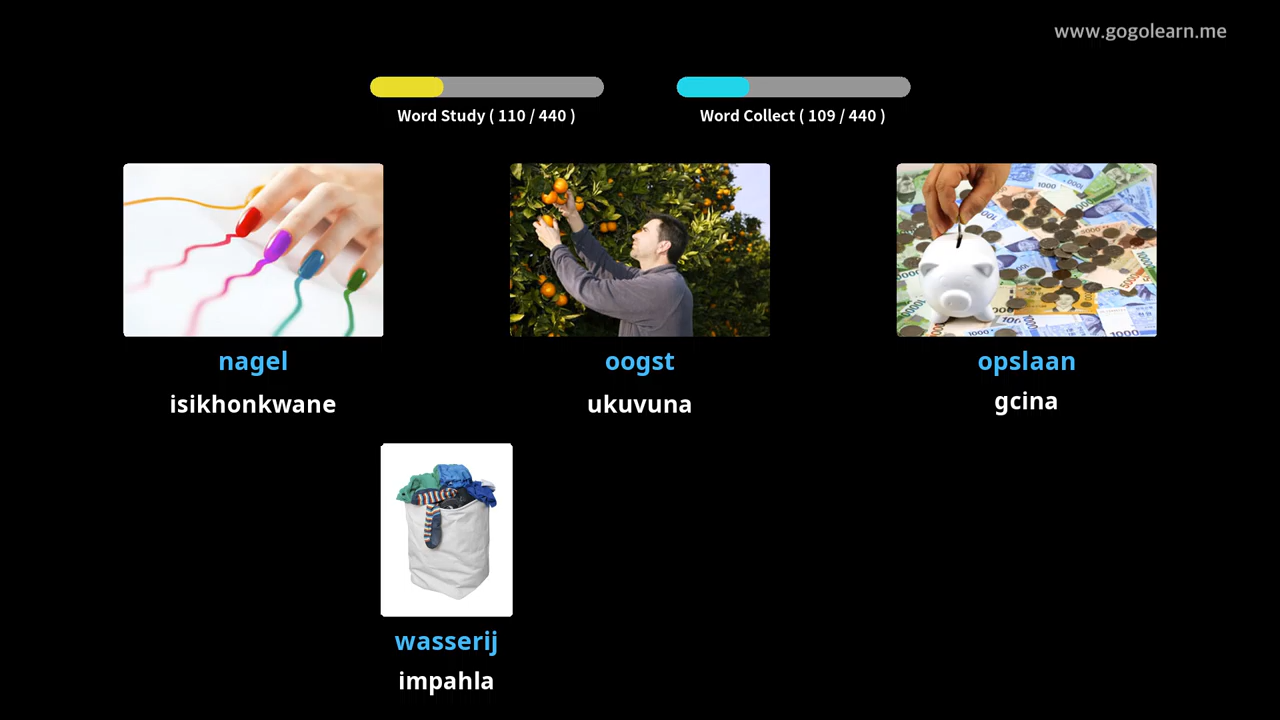 www.gogolearn.me
Word Study ( 110 / 440 )
Word Collect ( 109 / 440 )
nagel
isikhonkwane
oogst
ukuvuna
opslaan
gcina
wasserij
impahla